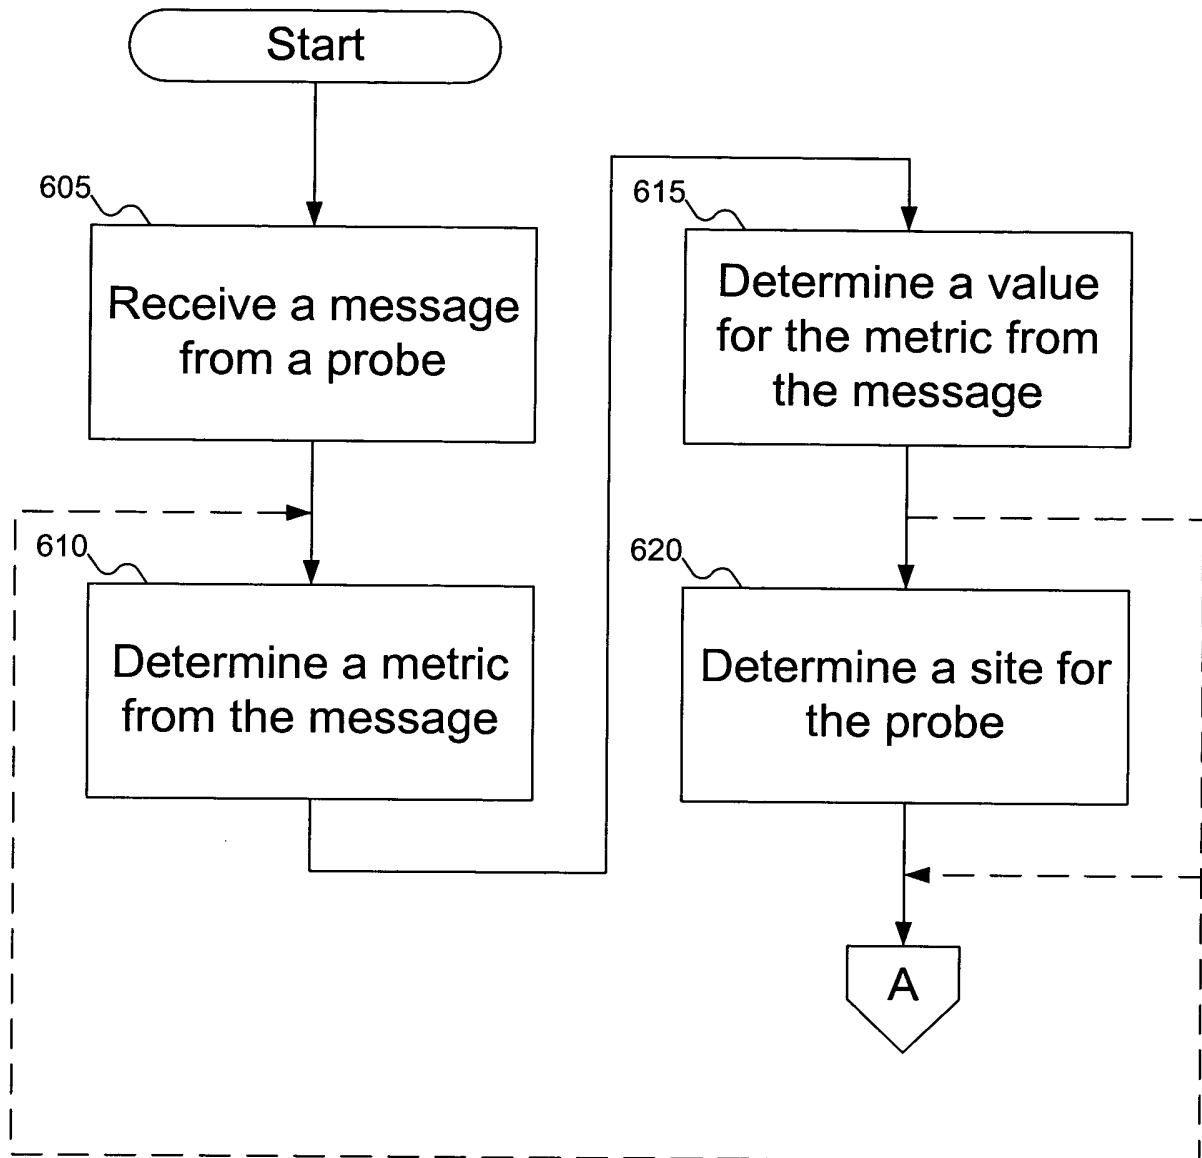 Start
605
Receive a message
from a probe
610
Determine a metric
from the message
615
Determine a value
for the metric from
the message
620
Determine a site for
the probe
A